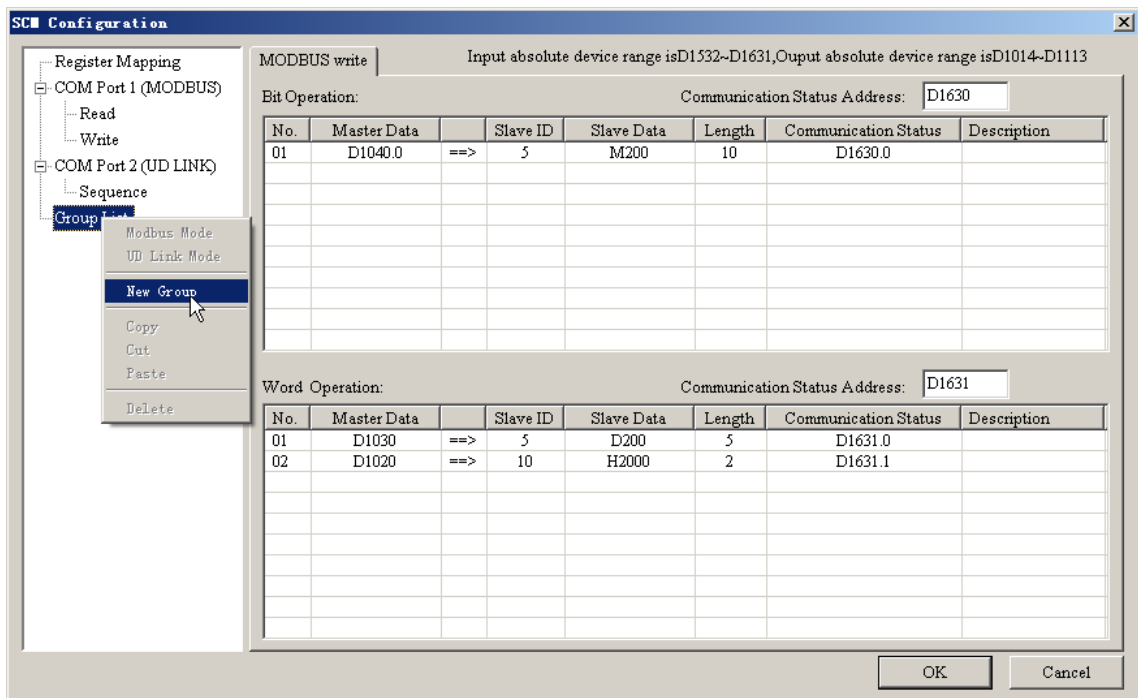 SCM Configuration
Register Mapping
COM Port 1 (MODBUS)
Read
Write
COM Port 2 (UD LINK)
Sequence
Group List
Modbus Mode
UD Link Mode
New Group
Copy
Cut
Paste
Delete
MODBUS write
Input absolute device range isD1532~D1631,Ouput absolute device range isD1014~D1113
Bit Operation: Communication Status Address: D1630
No. Master Data Slave ID Slave Data Length Communication Status Description
01 D1040.0 ==> 5 M200 10 D1630.0
Word Operation: Communication Status Address: D1631
No. Master Data Slave ID Slave Data Length Communication Status Description
01 D1030 ==> 5 D200 5 D1631.0
02 D1020 ==> 10 H2000 2 D1631.1
OK Cancel